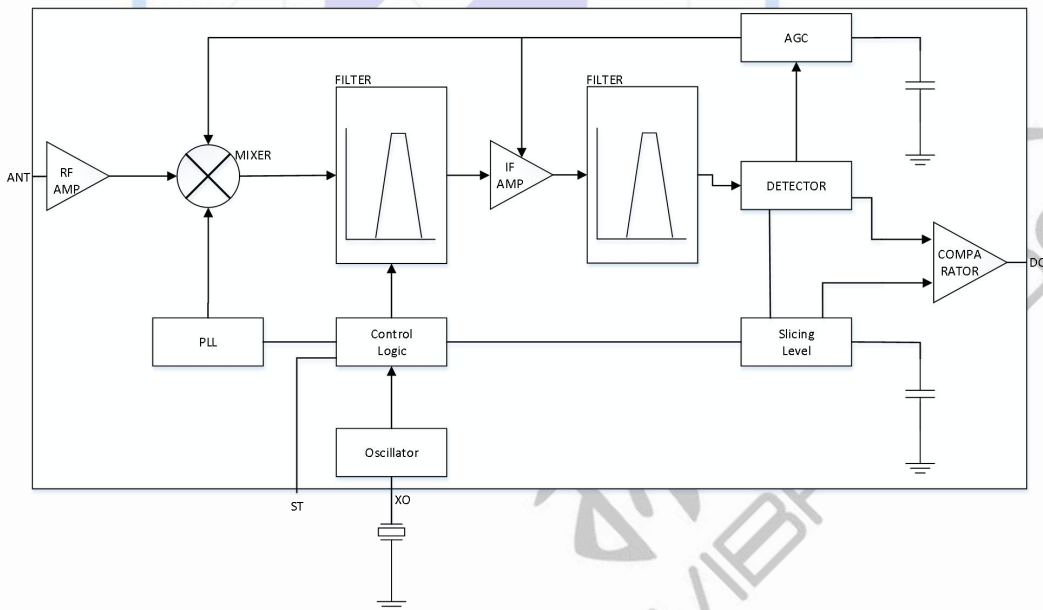 AGC
FILTER
FILTER
MIXER
ANT
RF
AMP
IF
AMP
DETECTOR
COMPA
RATOR
PLL
Control
Logic
Slicing
Level
Oscillator
ST
XO